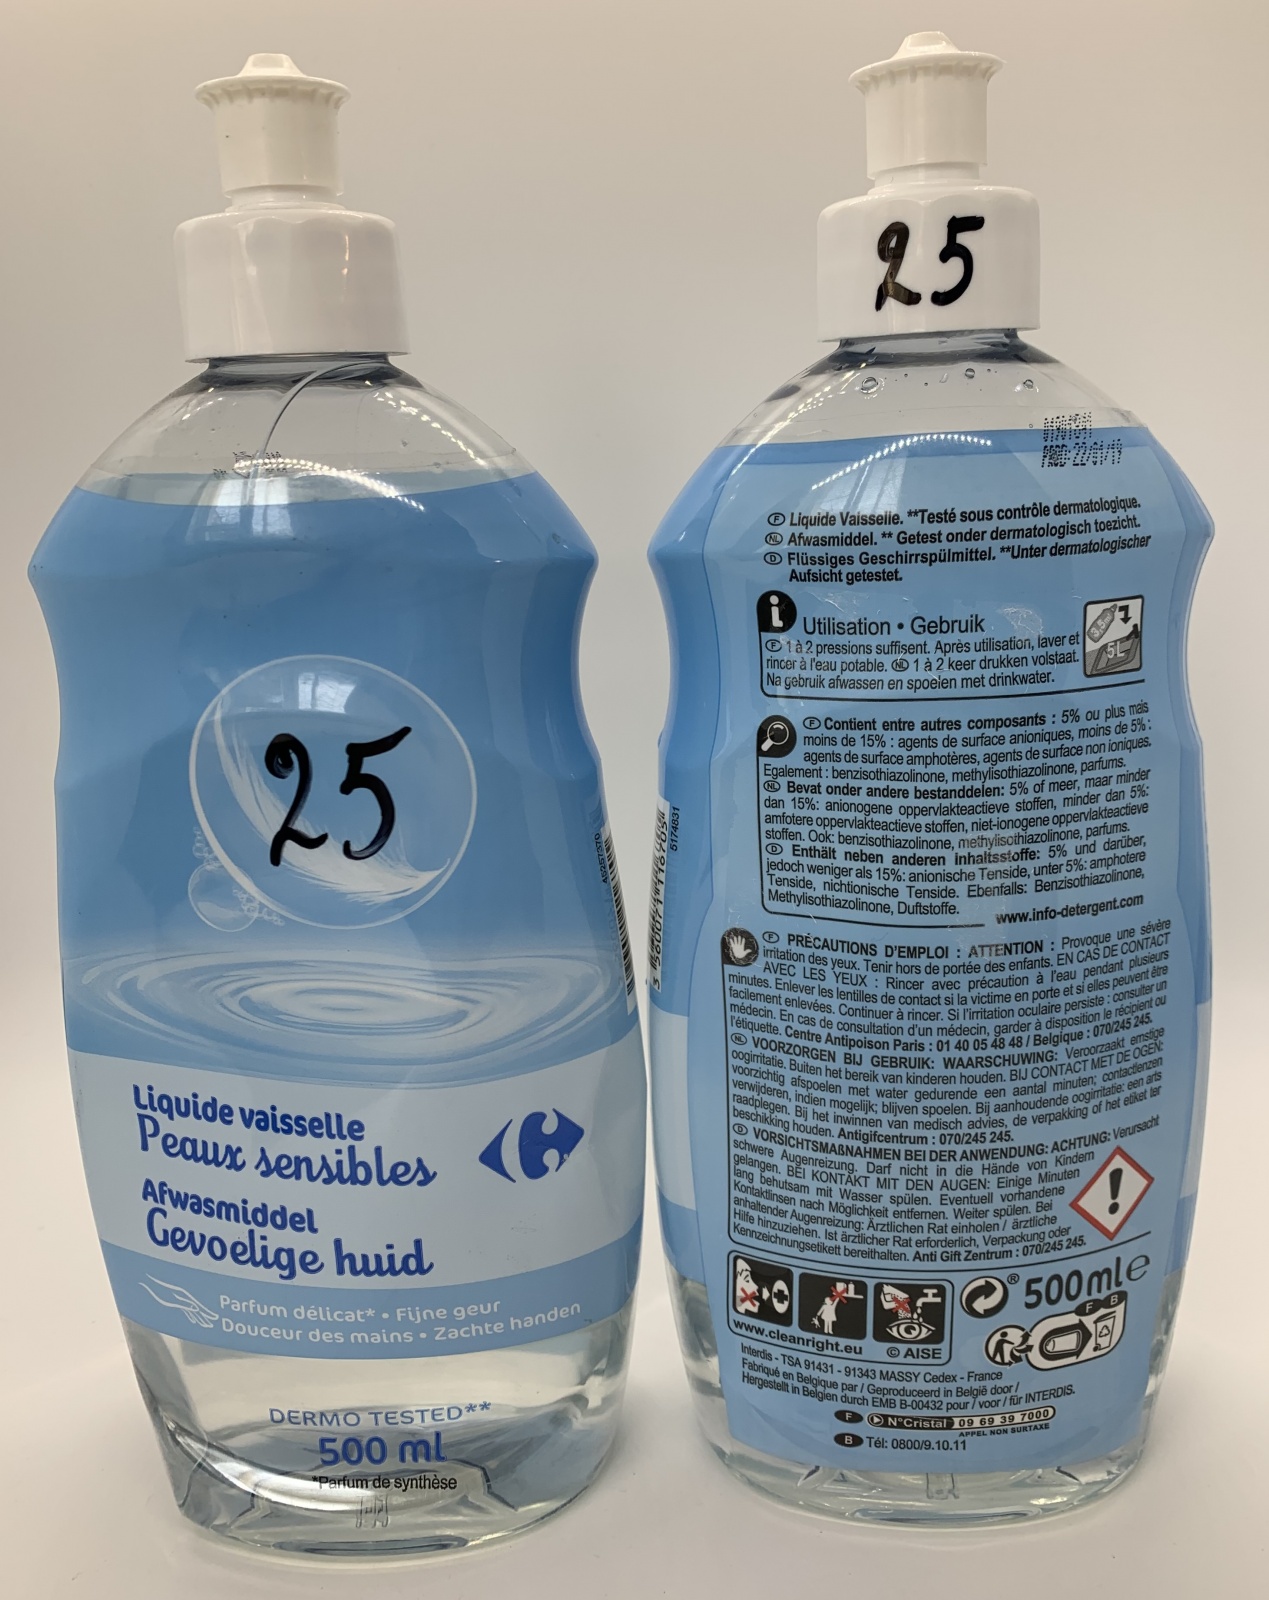 25
Liquide vaisselle
Peaux sensibles
Afwasmiddel
Gevoelige huid
Parfum délicat* • Fijne geur
Douceur des mains • Zachte handen
DERMO TESTED**
500 ml
*Parfum de synthèse
25
PROD:22/01/19
5174831
F Liquide Vaisselle. **Testé sous contrôle dermatologique.
NL Afwasmiddel. ** Getest onder dermatologisch toezicht.
D Flüssiges Geschirrspülmittel. **Unter dermatologischer
Aufsicht getestet.
i Utilisation • Gebruik
F 1 à 2 pressions suffisent. Après utilisation, laver et
rincer à l'eau potable. NL 1 à 2 keer drukken volstaat.
Na gebruik afwassen en spoelen met drinkwater.
3,5ml
5L
F Contient entre autres composants : 5% ou plus mais
moins de 15% : agents de surface anioniques, moins de 5% :
agents de surface amphotères, agents de surface non ioniques.
Egalement : benzisothiazolinone, methylisothiazolinone, parfums.
NL Bevat onder andere bestanddelen: 5% of meer, maar minder
dan 15%: anionogene oppervlakteactieve stoffen, minder dan 5%:
amfotere oppervlakteactieve stoffen, niet-ionogene oppervlakteactieve
stoffen. Ook: benzisothiazolinone, methylisothiazolinone, parfums.
D Enthält neben anderen inhaltsstoffe: 5% und darüber,
jedoch weniger als 15%: anionische Tenside, unter 5%: amphotere
Tenside, nichtionische Tenside. Ebenfalls: Benzisothiazolinone,
Methylisothiazolinone, Duftstoffe.
www.info-detergent.com
F PRÉCAUTIONS D'EMPLOI : ATTENTION : Provoque une sévère
irritation des yeux. Tenir hors de portée des enfants. EN CAS DE CONTACT
AVEC LES YEUX : Rincer avec précaution à l'eau pendant plusieurs
minutes. Enlever les lentilles de contact si la victime en porte et si elles peuvent être
facilement enlevées. Continuer à rincer. Si l'irritation oculaire persiste : consulter un
médecin. En cas de consultation d'un médecin, garder à disposition le récipient ou
l'étiquette. Centre Antipoison Paris : 01 40 05 48 48 / Belgique : 070/245 245.
NL VOORZORGEN BIJ GEBRUIK: WAARSCHUWING: Veroorzaakt ernstige
oogirritatie. Buiten het bereik van kinderen houden. BIJ CONTACT MET DE OGEN:
voorzichtig afspoelen met water gedurende een aantal minuten; contactlenzen
verwijderen, indien mogelijk; blijven spoelen. Bij aanhoudende oogirritatie: een arts
raadplegen. Bij het inwinnen van medisch advies, de verpakking of het etiket ter
beschikking houden. Antigifcentrum : 070/245 245.
D VORSICHTSMAßNAHMEN BEI DER ANWENDUNG: ACHTUNG: Verursacht
schwere Augenreizung. Darf nicht in die Hände von Kindern
gelangen. BEI KONTAKT MIT DEN AUGEN: Einige Minuten
lang behutsam mit Wasser spülen. Eventuell vorhandene
Kontaktlinsen nach Möglichkeit entfernen. Weiter spülen. Bei
anhaltender Augenreizung: Ärztlichen Rat einholen / ärztliche
Hilfe hinzuziehen. Ist ärztlicher Rat erforderlich, Verpackung oder
Kennzeichnungsetikett bereithalten. Anti Gift Zentrum : 070/245 245.
www.cleanright.eu
© AISE
® 500 ml e
F B
Interdis - TSA 91431 - 91343 MASSY Cedex - France
Fabriqué en Belgique par / Geproduceerd in België door /
Hergestellt in Belgien durch EMB B-00432 pour / voor / für INTERDIS.
F N°Cristal 09 69 39 7000
APPEL NON SURTAXE
B Tél: 0800/9.10.11